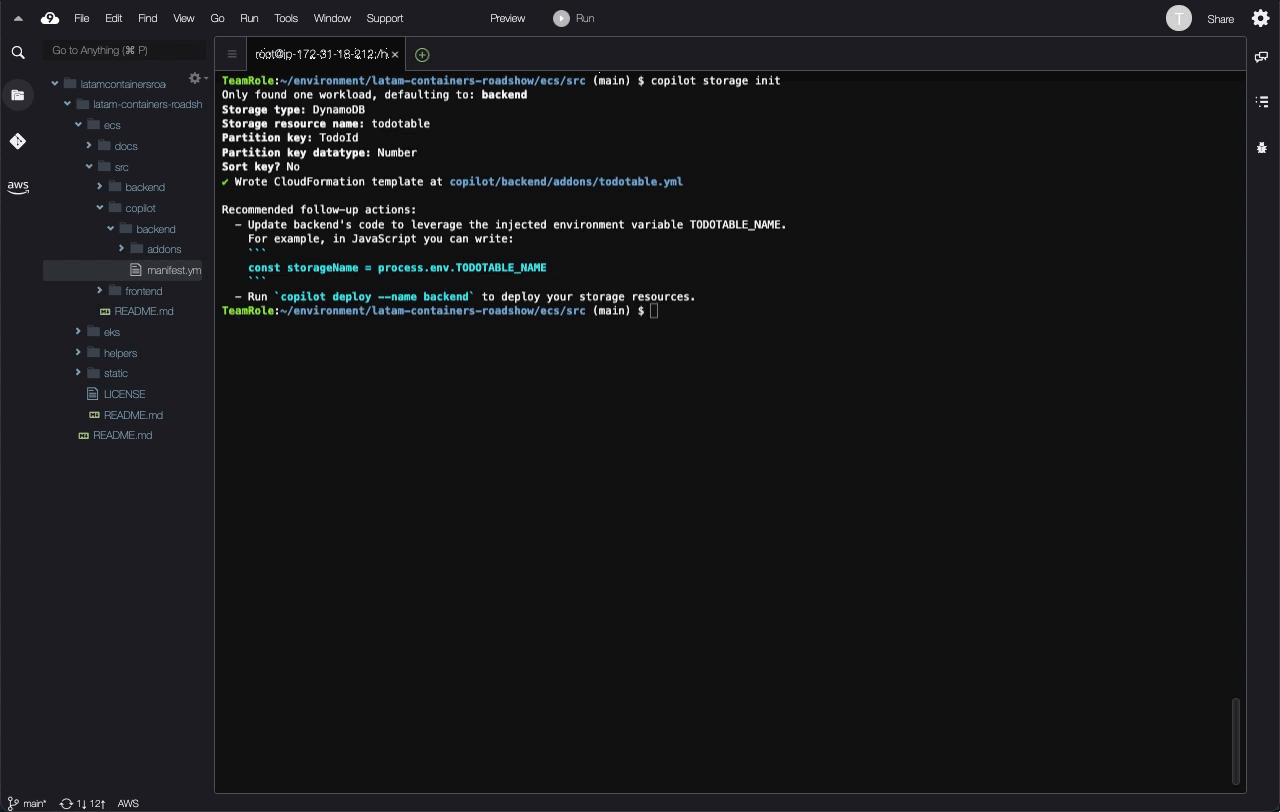 9 File Edit Find View Go Run Tools Window Support Preview Run T Share
Go to Anything (⌘ P)
latamcontainersroa
latam-containers-roadsh
ecs
docs
src
backend
copilot
backend
addons
manifest.ym
frontend
README.md
eks
helpers
static
LICENSE
README.md
README.md
aws
root@ip-172-31-18-212:/h ×
TeamRole:~/environment/latam-containers-roadshow/ecs/src (main) $ copilot storage init
Only found one workload, defaulting to: backend
Storage type: DynamoDB
Storage resource name: todotable
Partition key: TodoId
Partition key datatype: Number
Sort key? No
✔ Wrote CloudFormation template at copilot/backend/addons/todotable.yml
Recommended follow-up actions:
– Update backend's code to leverage the injected environment variable TODOTABLE_NAME.
For example, in JavaScript you can write:
```
const storageName = process.env.TODOTABLE_NAME
```
– Run `copilot deploy --name backend` to deploy your storage resources.
TeamRole:~/environment/latam-containers-roadshow/ecs/src (main) $
main* 1↓ 12↑ AWS